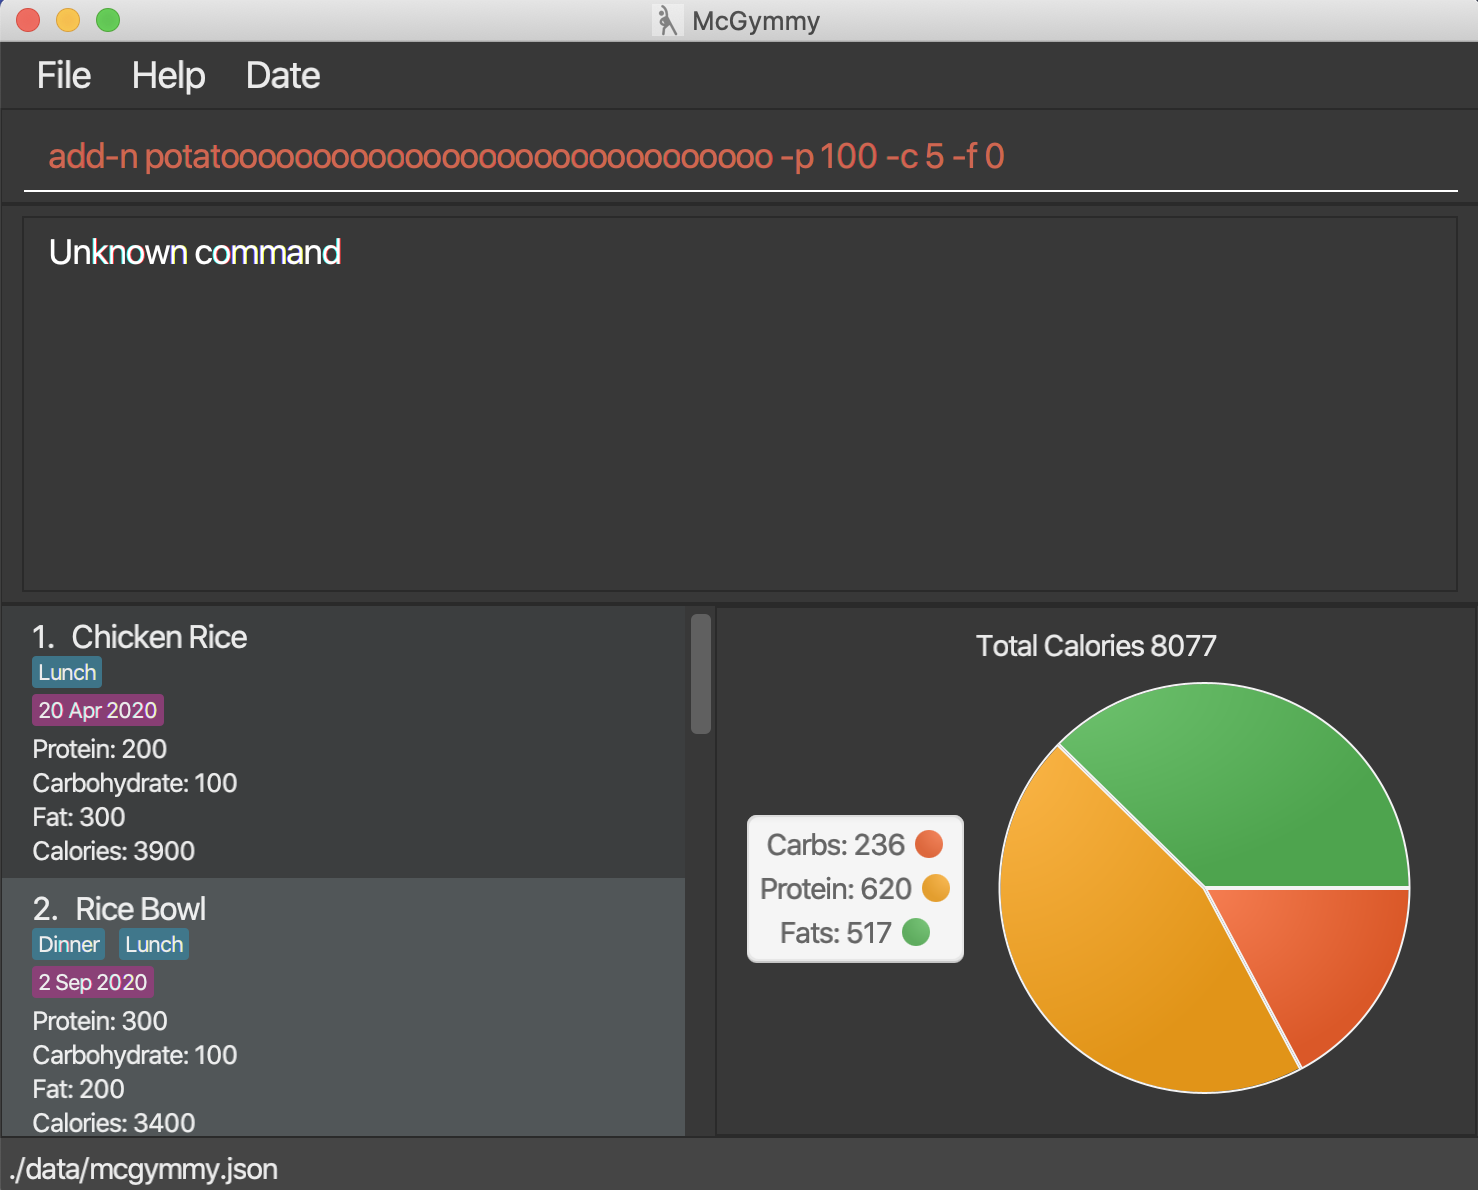 McGymmy
File Help Date
add-n potatoooooooooooooooooooooooooooooo -p 100 -c 5 -f 0
Unknown command
1. Chicken Rice
Lunch
20 Apr 2020
Protein: 200
Carbohydrate: 100
Fat: 300
Calories: 3900
2. Rice Bowl
Dinner Lunch
2 Sep 2020
Protein: 300
Carbohydrate: 100
Fat: 200
Calories: 3400
Total Calories 8077
Carbs: 236
Protein: 620
Fats: 517
./data/mcgymmy.json